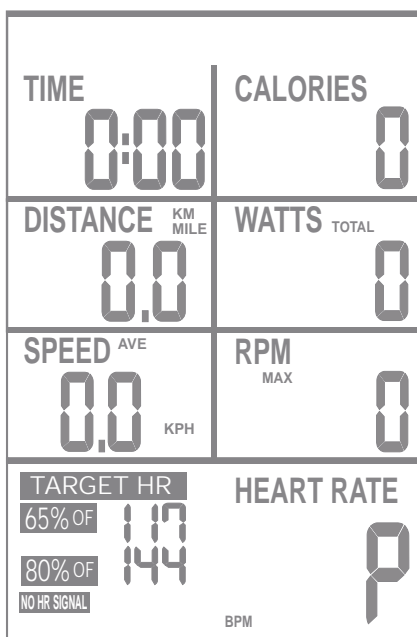 TIME
0:00
CALORIES
0
DISTANCE KM
MILE
0.0
WATTS TOTAL
0
SPEED AVE
0.0 KPH
RPM
MAX
0
TARGET HR
65% OF 117
80% OF 144
NO HR SIGNAL
HEART RATE
P
BPM